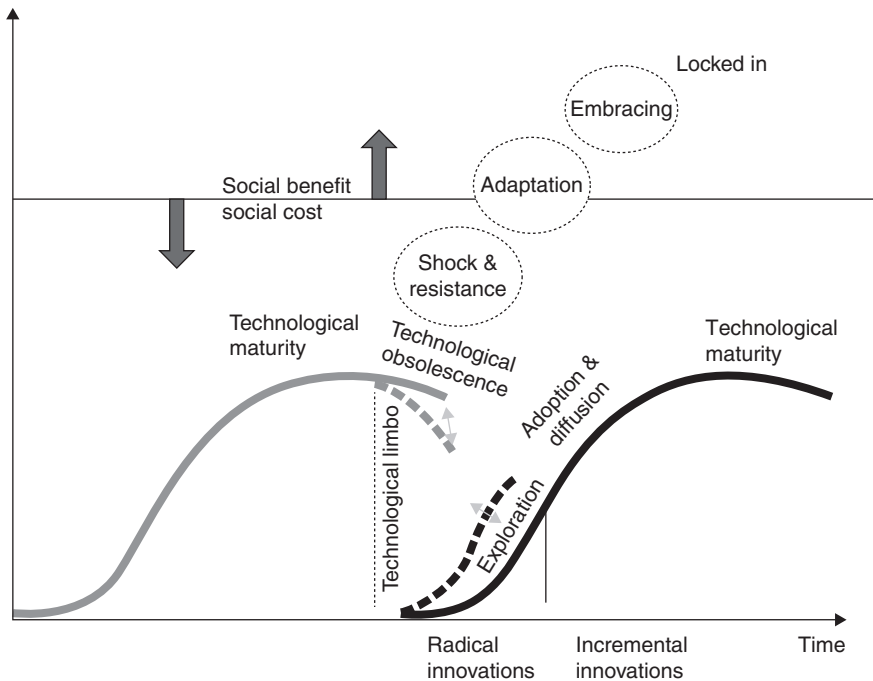 Locked in
Embracing
Adaptation
Social benefit
social cost
Shock &
resistance
Technological
maturity
Technological
obsolescence
Technological
maturity
Adoption &
diffusion
Technological limbo
Exploration
Radical
innovations
Incremental
innovations
Time